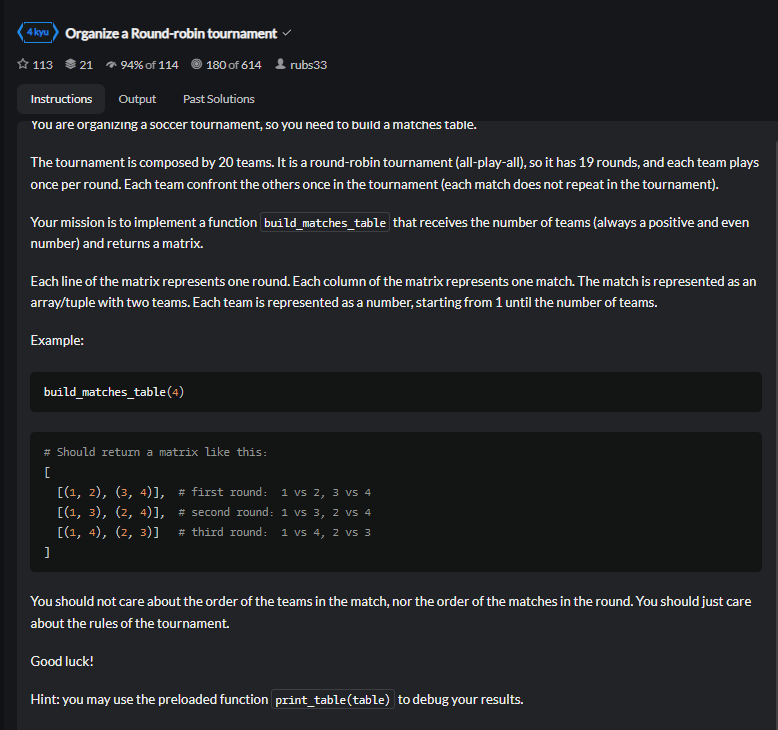 4 kyu Organize a Round-robin tournament
113 21 94% of 114 180 of 614 rubs33
Instructions Output Past Solutions
You are organizing a soccer tournament, so you need to build a matches table.
The tournament is composed by 20 teams. It is a round-robin tournament (all-play-all), so it has 19 rounds, and each team plays
once per round. Each team confront the others once in the tournament (each match does not repeat in the tournament).
Your mission is to implement a function build_matches_table that receives the number of teams (always a positive and even
number) and returns a matrix.
Each line of the matrix represents one round. Each column of the matrix represents one match. The match is represented as an
array/tuple with two teams. Each team is represented as a number, starting from 1 until the number of teams.
Example:
build_matches_table(4)
# Should return a matrix like this:
[
[(1, 2), (3, 4)], # first round: 1 vs 2, 3 vs 4
[(1, 3), (2, 4)], # second round: 1 vs 3, 2 vs 4
[(1, 4), (2, 3)] # third round: 1 vs 4, 2 vs 3
]
You should not care about the order of the teams in the match, nor the order of the matches in the round. You should just care
about the rules of the tournament.
Good luck!
Hint: you may use the preloaded function print_table(table) to debug your results.